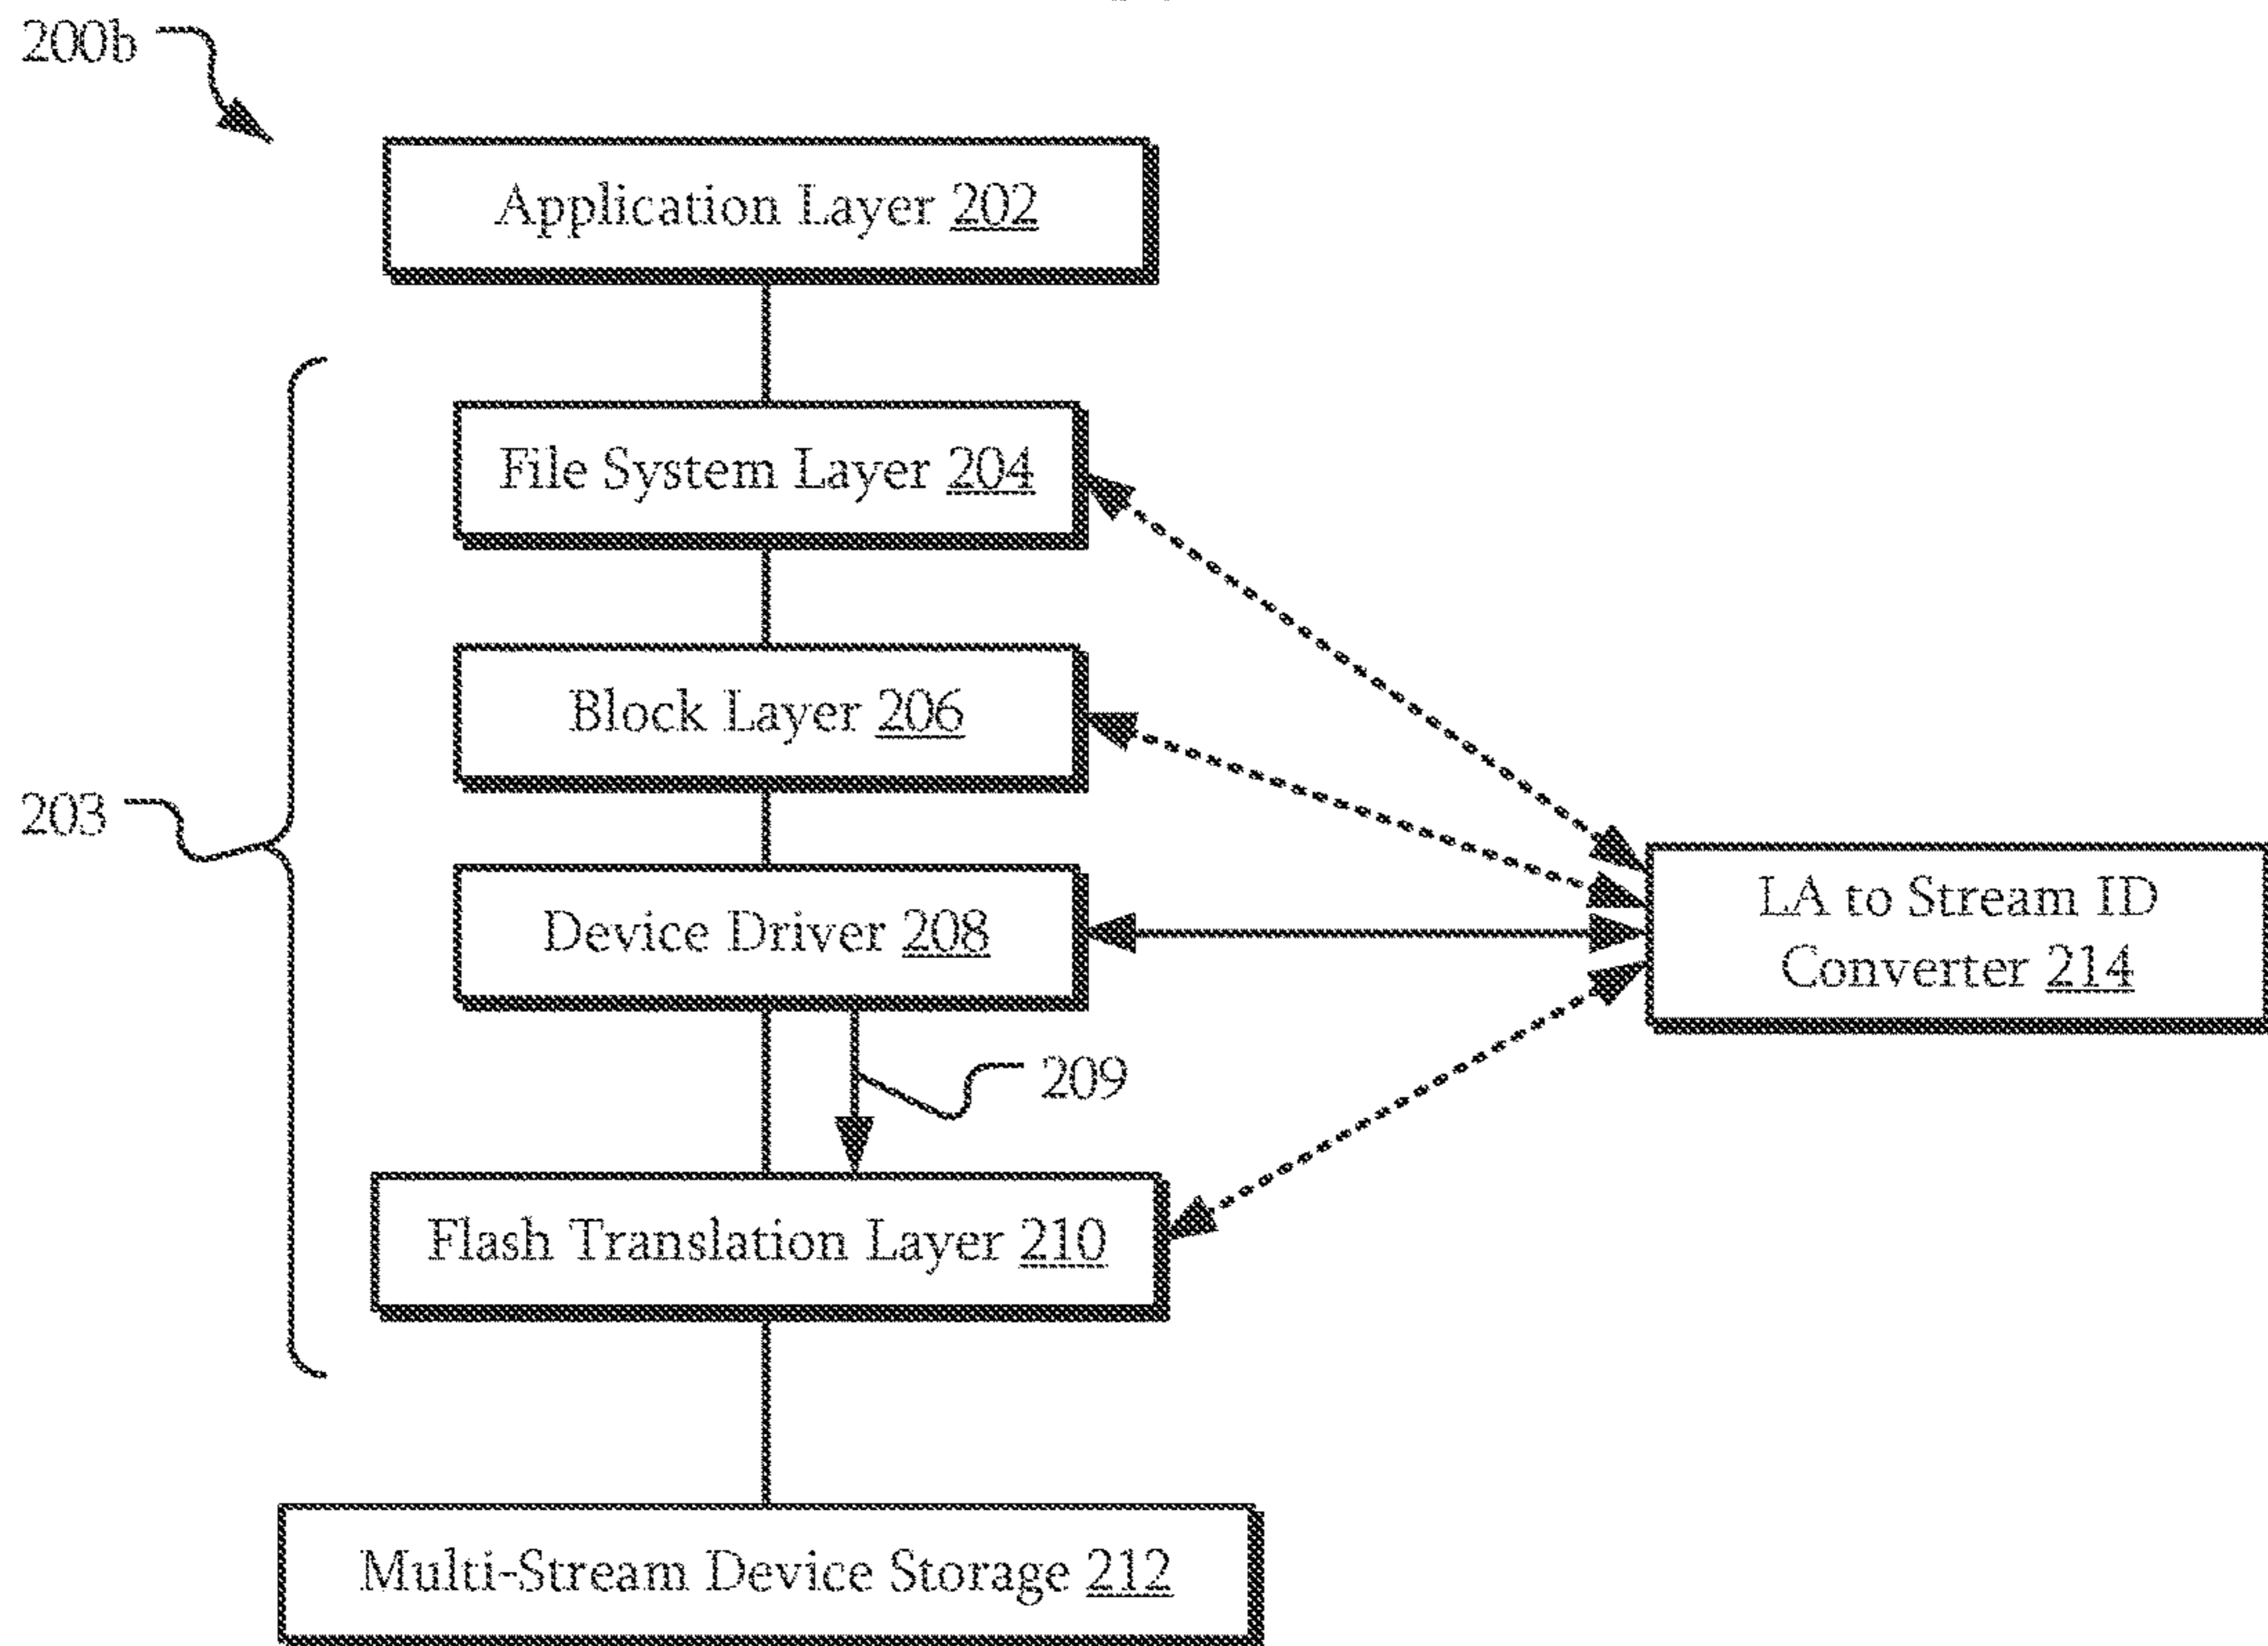 200b
Application Layer 202
File System Layer 204
Block Layer 206
203
LA to Stream ID
Converter 214
Device Driver 208
209
Flash Translation Layer 210
Multi-Stream Device Storage 212